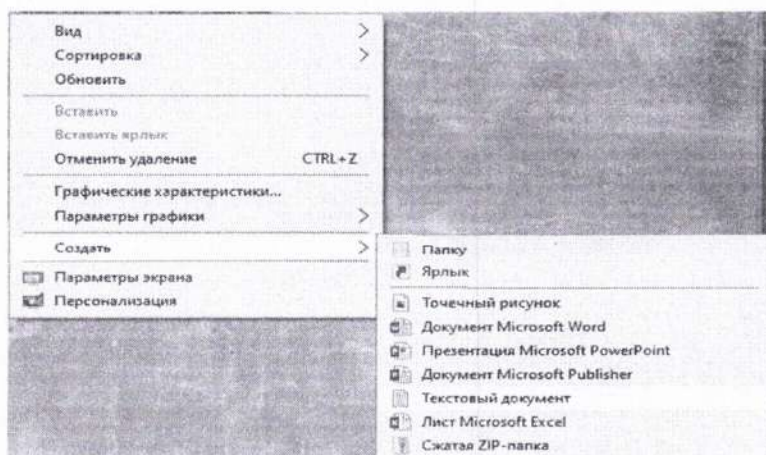 Вид
Сортировка
Обновить
Вставить
Вставить ярлык
Отменить удаление CTRL+Z
Графические характеристики...
Параметры графики
Создать
Параметры экрана
Персонализация
Папку
Ярлык
Точечный рисунок
Документ Microsoft Word
Презентация Microsoft PowerPoint
Документ Microsoft Publisher
Текстовый документ
Лист Microsoft Excel
Сжатая ZIP-папка